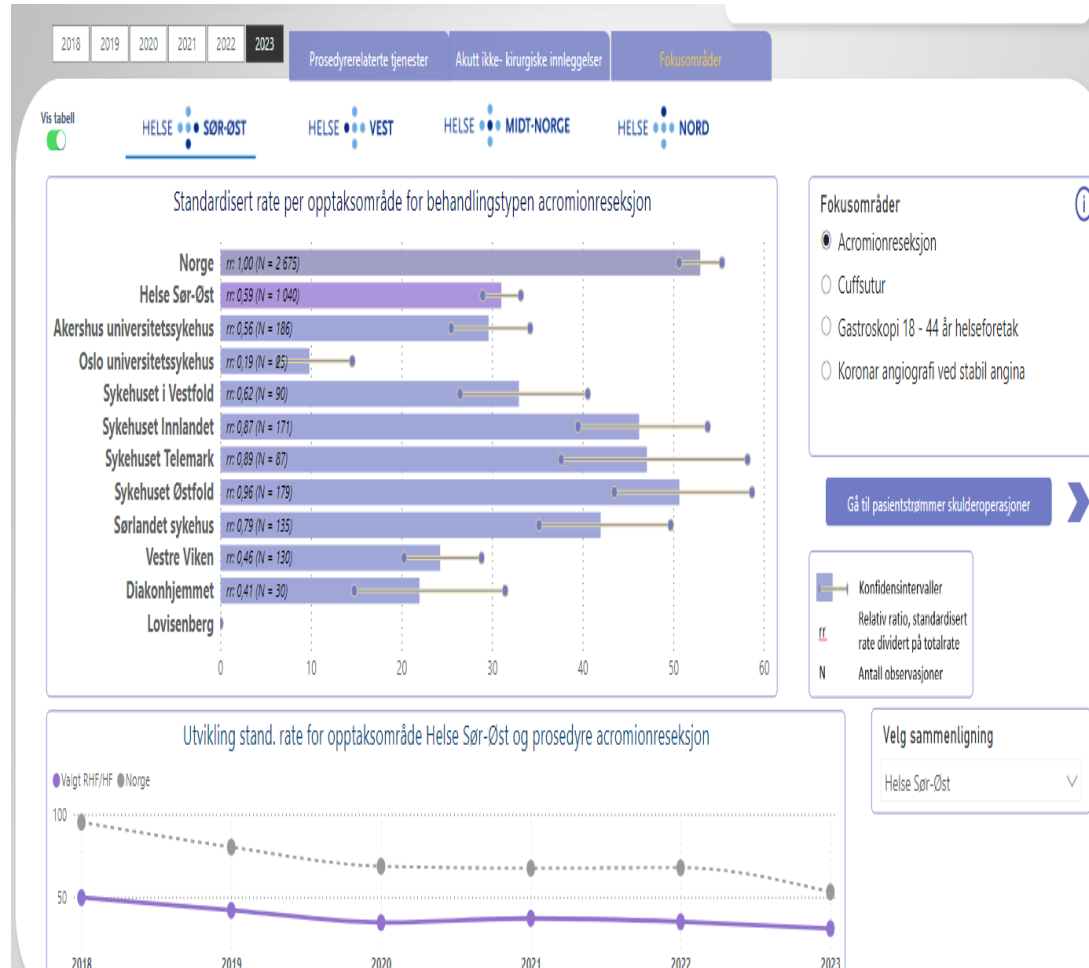 2018 2019 2020 2021 2022 2023
Prosedyrerelaterte tjenester
Akutt ikke- kirurgiske innleggelser
Fokusområder
Vis tabell
HELSE SØR-ØST
HELSE VEST
HELSE MIDT-NORGE
HELSE NORD
Standardisert rate per opptaksområde for behandlingstypen acromionreseksjon
Norge rr: 1,00 (N = 2 675)
Helse Sør-Øst rr: 0,59 (N = 1 040)
Akershus universitetssykehus rr: 0,56 (N = 186)
Oslo universitetssykehus rr: 0,19 (N = 25)
Sykehuset i Vestfold rr: 0,62 (N = 90)
Sykehuset Innlandet rr: 0,87 (N = 171)
Sykehuset Telemark rr: 0,89 (N = 87)
Sykehuset Østfold rr: 0,96 (N = 179)
Sørlandet sykehus rr: 0,79 (N = 135)
Vestre Viken rr: 0,46 (N = 130)
Diakonhjemmet rr: 0,41 (N = 30)
Lovisenberg
0 10 20 30 40 50 60
Fokusområder
i
Acromionreseksjon
Cuffsutur
Gastroskopi 18 - 44 år helseforetak
Koronar angiografi ved stabil angina
Gå til pasientstrømmer skulderoperasjoner
Konfidensintervaller
rr Relativ ratio, standardisert
rate dividert på totalrate
N Antall observasjoner
Utvikling stand. rate for opptaksområde Helse Sør-Øst og prosedyre acromionreseksjon
Valgt RHF/HF Norge
100
50
2018 2019 2020 2021 2022 2023
Velg sammenligning
Helse Sør-Øst